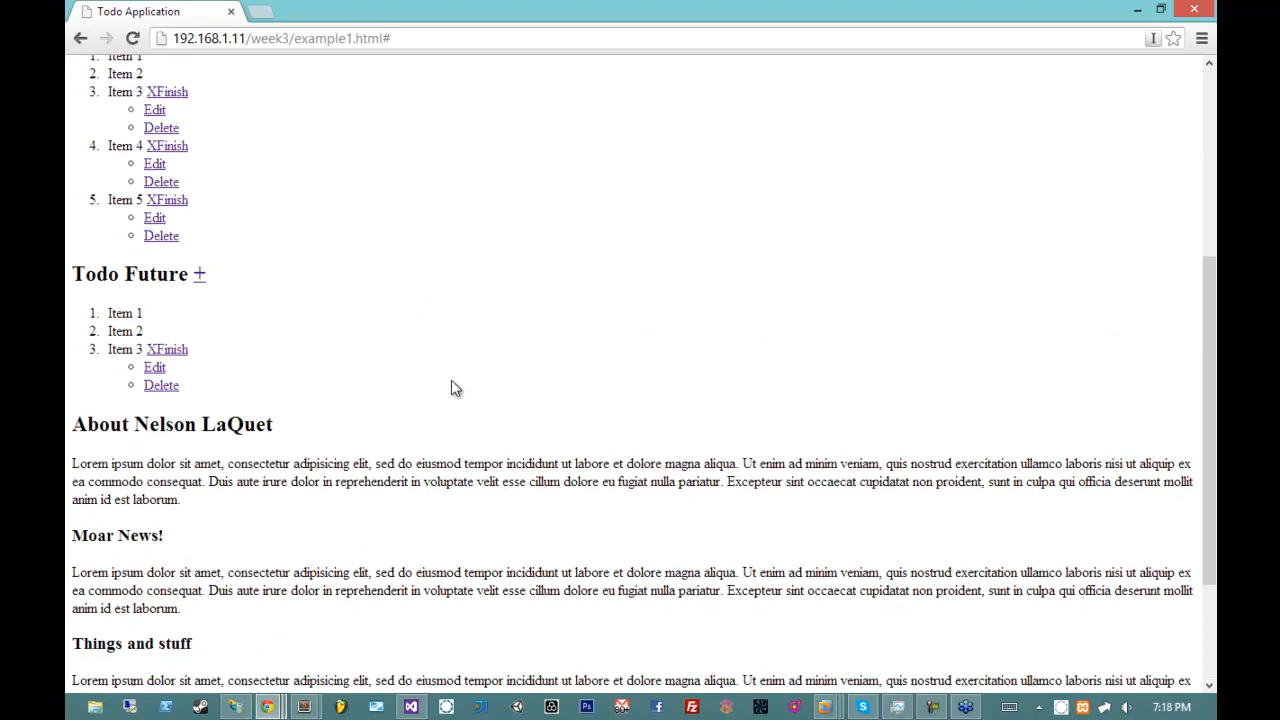 Todo Application
192.168.1.11/week3/example1.html#
1. Item 1
2. Item 2
3. Item 3 XFinish
Edit
Delete
4. Item 4 XFinish
Edit
Delete
5. Item 5 XFinish
Edit
Delete
Todo Future +
1. Item 1
2. Item 2
3. Item 3 XFinish
Edit
Delete
About Nelson LaQuet
Lorem ipsum dolor sit amet, consectetur adipisicing elit, sed do eiusmod tempor incididunt ut labore et dolore magna aliqua. Ut enim ad minim veniam, quis nostrud exercitation ullamco laboris nisi ut aliquip ex
ea commodo consequat. Duis aute irure dolor in reprehenderit in voluptate velit esse cillum dolore eu fugiat nulla pariatur. Excepteur sint occaecat cupidatat non proident, sunt in culpa qui officia deserunt mollit
anim id est laborum.
Moar News!
Lorem ipsum dolor sit amet, consectetur adipisicing elit, sed do eiusmod tempor incididunt ut labore et dolore magna aliqua. Ut enim ad minim veniam, quis nostrud exercitation ullamco laboris nisi ut aliquip ex
ea commodo consequat. Duis aute irure dolor in reprehenderit in voluptate velit esse cillum dolore eu fugiat nulla pariatur. Excepteur sint occaecat cupidatat non proident, sunt in culpa qui officia deserunt mollit
anim id est laborum.
Things and stuff
Lorem ipsum dolor sit amet, consectetur adipisicing elit, sed do eiusmod tempor incididunt ut labore et dolore magna aliqua. Ut enim ad minim veniam, quis nostrud exercitation ullamco laboris nisi ut aliquip ex
7:18 PM